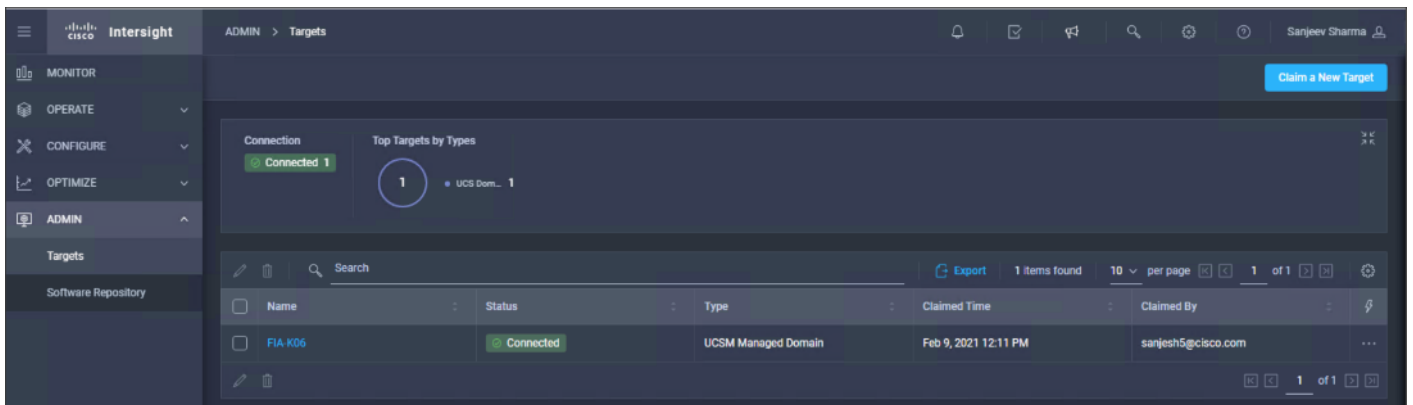 cisco Intersight
ADMIN > Targets
Sanjeev Sharma
MONITOR
OPERATE
CONFIGURE
OPTIMIZE
ADMIN
Targets
Software Repository
Claim a New Target
Connection
Connected 1
Top Targets by Types
1
UCS Dom... 1
Search
Export
1 items found
10 per page
1 of 1
Name Status Type Claimed Time Claimed By
FIA-K06 Connected UCSM Managed Domain Feb 9, 2021 12:11 PM sanjesh5@cisco.com
1 of 1